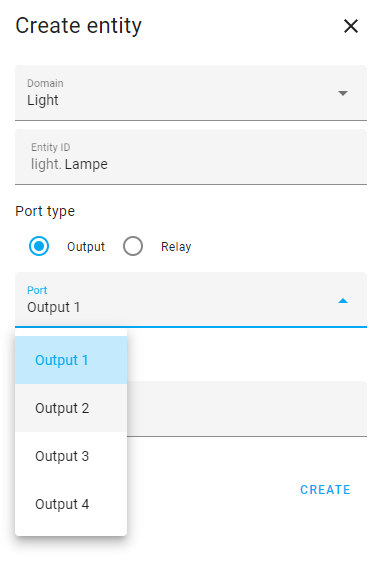 Create entity
Domain
Light
Entity ID
light. Lampe
Port type
Output Relay
Port
Output 1
Output 1
Output 2
Output 3
Output 4
CREATE